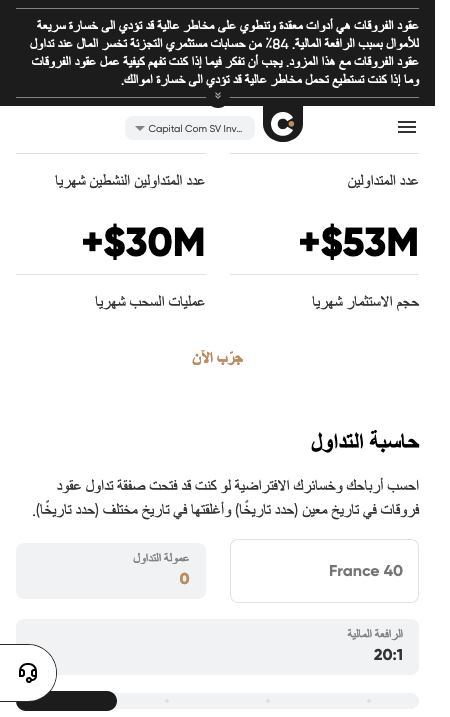 عقود الفروقات هي أدوات معقدة وتنطوي على مخاطر عالية قد تؤدي الى خسارة سريعة
للأموال بسبب الرافعة المالية. 84٪ من حسابات مستثمري التجزئة تخسر المال عند تداول
عقود الفروقات مع هذا المزود. يجب أن تفكر فيما إذا كنت تفهم كيفية عمل عقود الفروقات
وما إذا كنت تستطيع تحمل مخاطر عالية قد تؤدي الى خسارة اموالك.
Capital Com SV Inv...
عدد المتداولين
عدد المتداولين النشطين شهريا
+$53M
+$30M
حجم الاستثمار شهريا
عمليات السحب شهريا
جرّب الآن
حاسبة التداول
احسب أرباحك وخسائرك الافتراضية لو كنت قد فتحت صفقة تداول عقود
فروقات في تاريخ معين (حدد تاريخًا) وأغلقتها في تاريخ مختلف (حدد تاريخًا).
France 40
عمولة التداول
0
الرافعة المالية
20:1